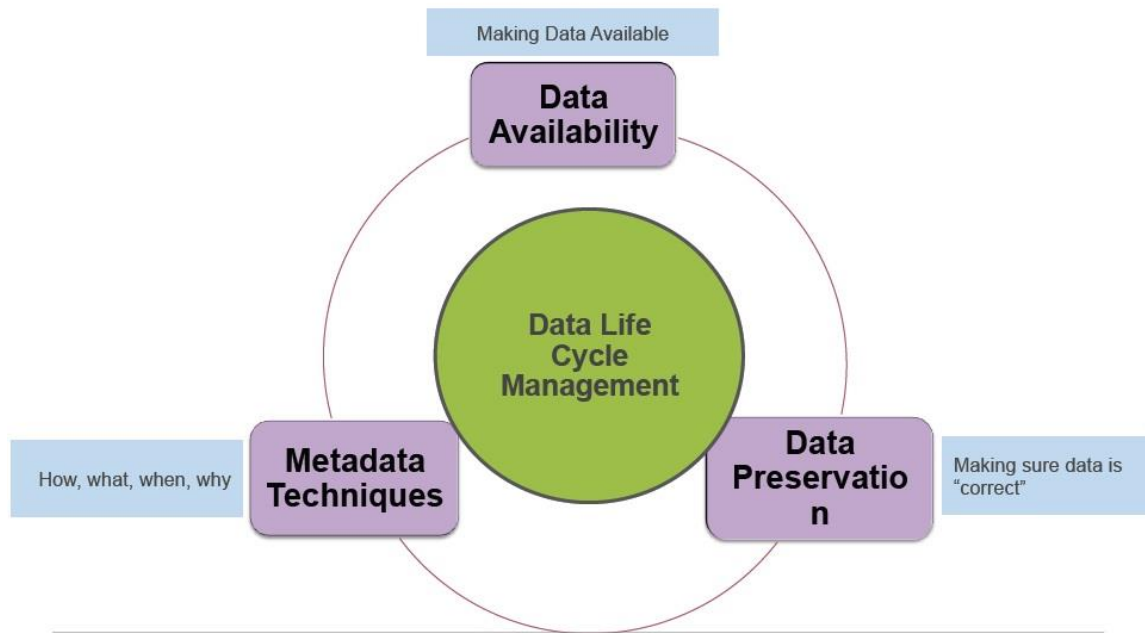 Making Data Available
Data
Availability
Data Life
Cycle
Management
How, what, when, why
Metadata
Techniques
Data
Preservatio
n
Making sure data is
“correct”